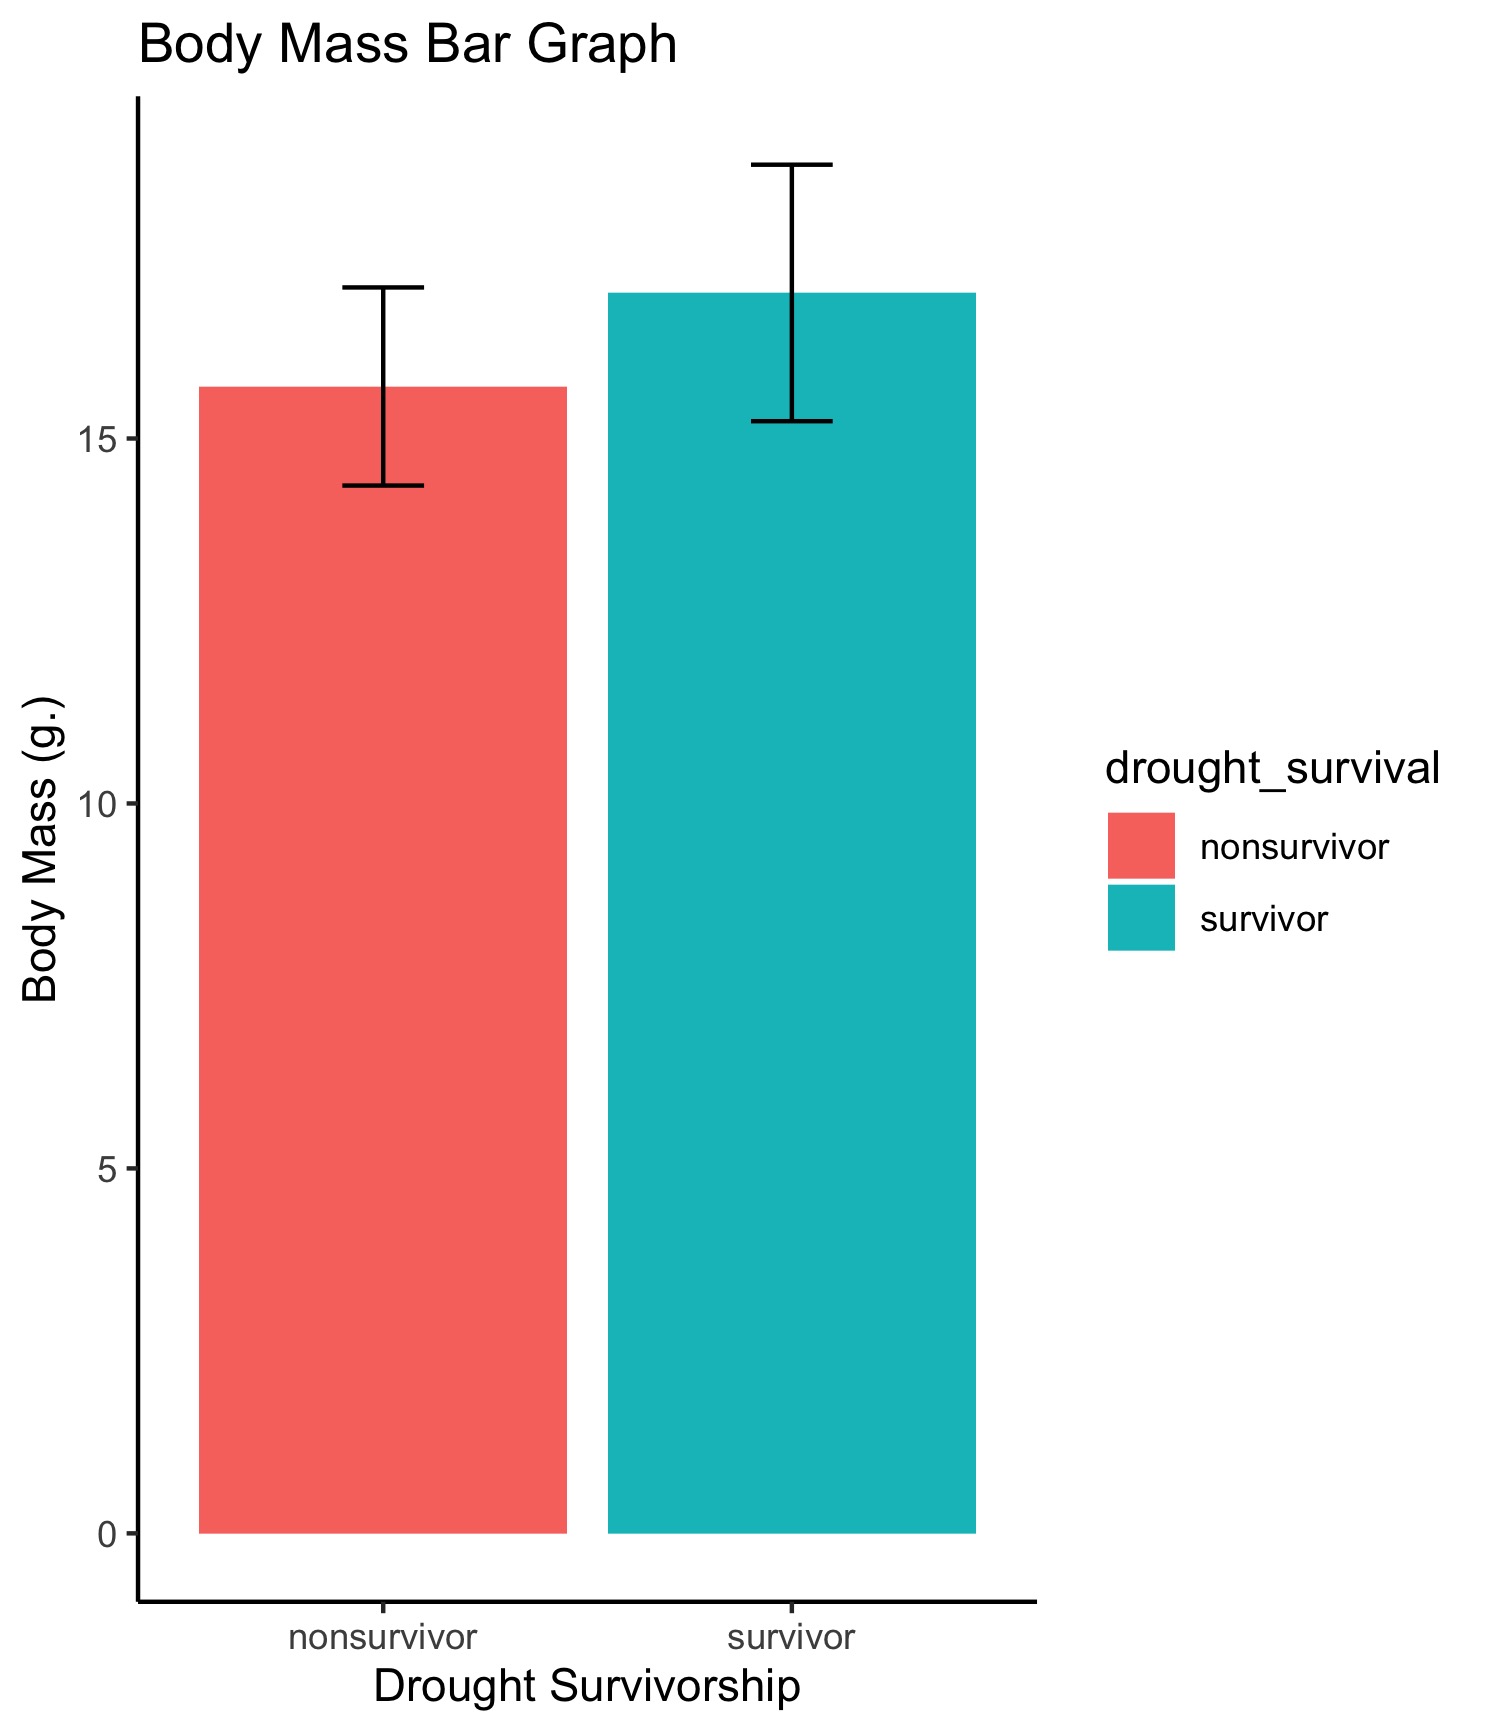 Body Mass Bar Graph
Body Mass (g.)
15
10
5
0
nonsurvivor
survivor
Drought Survivorship
drought_survival
nonsurvivor
survivor